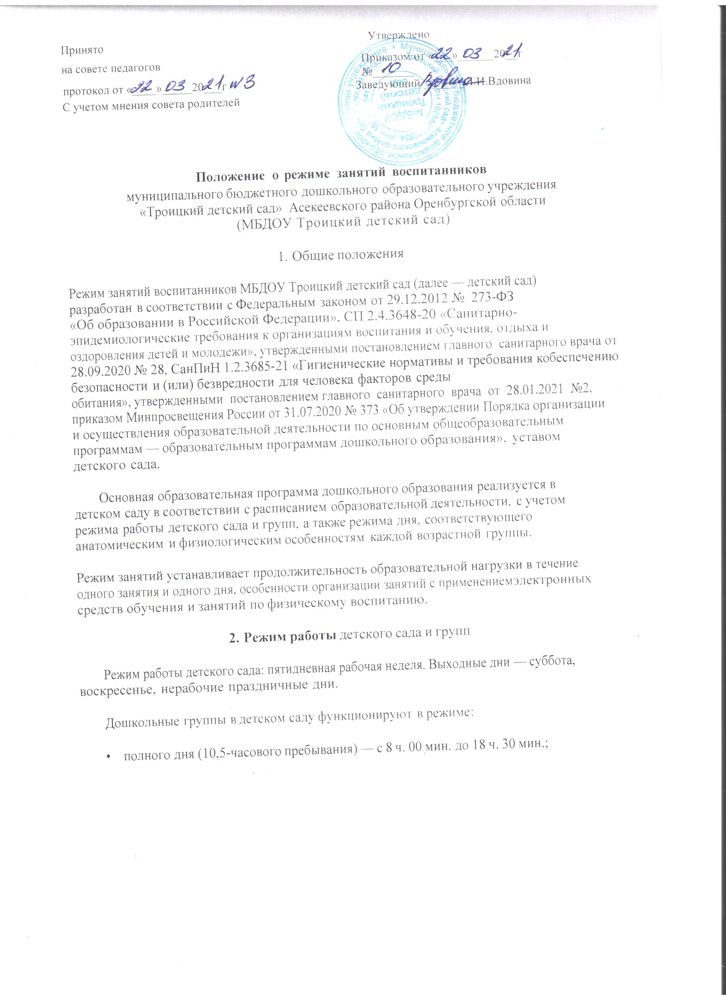 Принято
на совете педагогов
протокол от «22» 03 2021г №3
С учетом мнения совета родителей
Утверждено
Приказом от «22» 03 2021г
№ 10
Заведующий И.Вдовина
Муниципальное бюджетное дошкольное
МБДОУ
Троицкий
детский
сад
Положение о режиме занятий воспитанников
муниципального бюджетного дошкольного образовательного учреждения
«Троицкий детский сад» Асекеевского района Оренбургской области
(МБДОУ Троицкий детский сад)
1. Общие положения
Режим занятий воспитанников МБДОУ Троицкий детский сад (далее — детский сад)
разработан в соответствии с Федеральным законом от 29.12.2012 № 273-ФЗ
«Об образовании в Российской Федерации», СП 2.4.3648-20 «Санитарно-
эпидемиологические требования к организациям воспитания и обучения, отдыха и
оздоровления детей и молодежи», утвержденными постановлением главного санитарного врача от
28.09.2020 № 28, СанПиН 1.2.3685-21 «Гигиенические нормативы и требования кобеспечению
безопасности и (или) безвредности для человека факторов среды
обитания», утвержденными постановлением главного санитарного врача от 28.01.2021 №2,
приказом Минпросвещения России от 31.07.2020 № 373 «Об утверждении Порядка организации
и осуществления образовательной деятельности по основным общеобразовательным
программам — образовательным программам дошкольного образования», уставом
детского сада.
Основная образовательная программа дошкольного образования реализуется в
детском саду в соответствии с расписанием образовательной деятельности, с учетом
режима работы детского сада и групп, а также режима дня, соответствующего
анатомическим и физиологическим особенностям каждой возрастной группы.
Режим занятий устанавливает продолжительность образовательной нагрузки в течение
одного занятия и одного дня, особенности организации занятий с применениемэлектронных
средств обучения и занятий по физическому воспитанию.
2. Режим работы детского сада и групп
Режим работы детского сада: пятидневная рабочая неделя. Выходные дни — суббота,
воскресенье, нерабочие праздничные дни.
Дошкольные группы в детском саду функционируют в режиме:
• полного дня (10,5-часового пребывания) — с 8 ч. 00 мин. до 18 ч. 30 мин.;